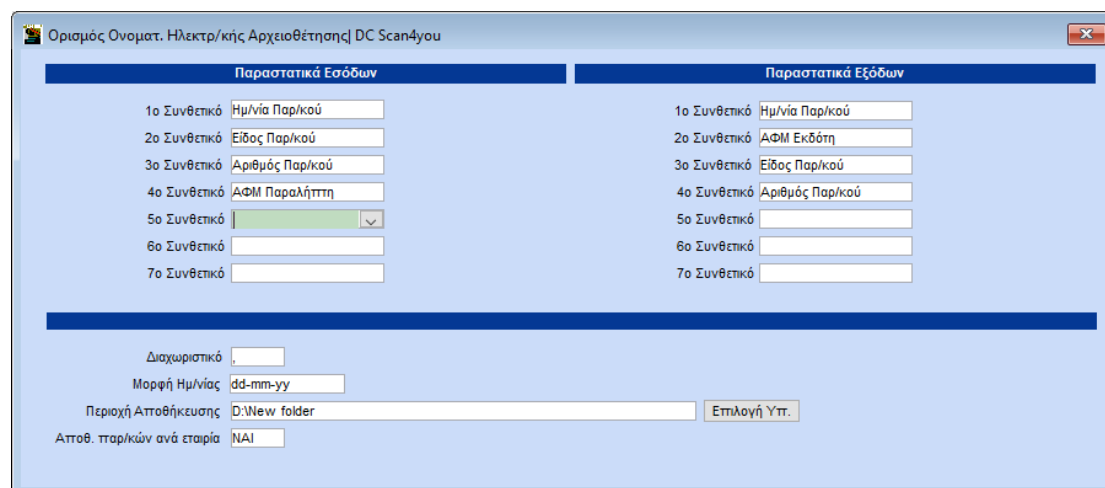 Ορισμός Ονοματ. Ηλεκτρ/κής Αρχειοθέτησης| DC Scan4you
Παραστατικά Εσόδων
1ο Συνθετικό Ημ/νία Παρ/κού
2ο Συνθετικό Είδος Παρ/κού
3ο Συνθετικό Αριθμός Παρ/κού
4ο Συνθετικό ΑΦΜ Παραλήπτη
5ο Συνθετικό
6ο Συνθετικό
7ο Συνθετικό
Παραστατικά Εξόδων
1ο Συνθετικό Ημ/νία Παρ/κού
2ο Συνθετικό ΑΦΜ Εκδότη
3ο Συνθετικό Είδος Παρ/κού
4ο Συνθετικό Αριθμός Παρ/κού
5ο Συνθετικό
6ο Συνθετικό
7ο Συνθετικό
Διαχωριστικό ,
Μορφή Ημ/νίας dd-mm-yy
Περιοχή Αποθήκευσης D:\New folder Επιλογή Υπ.
Αποθ. παρ/κών ανά εταιρία ΝΑΙ